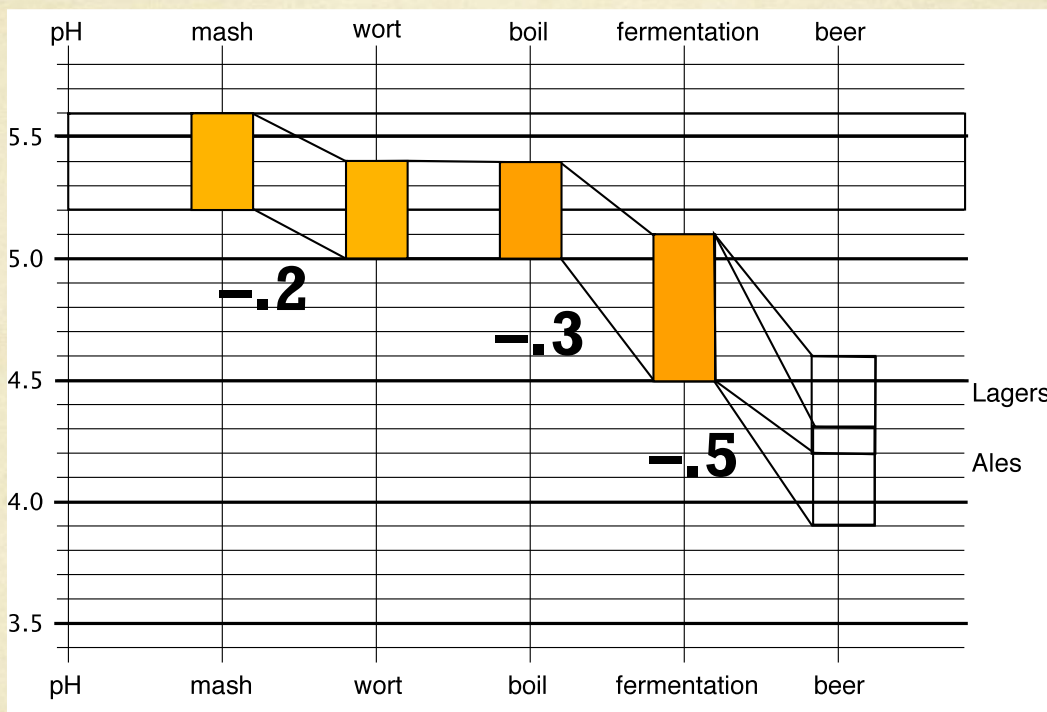 pH mash wort boil fermentation beer
5.5
5.0
–.2
–.3
4.5
Lagers
–.5
Ales
4.0
3.5
pH mash wort boil fermentation beer